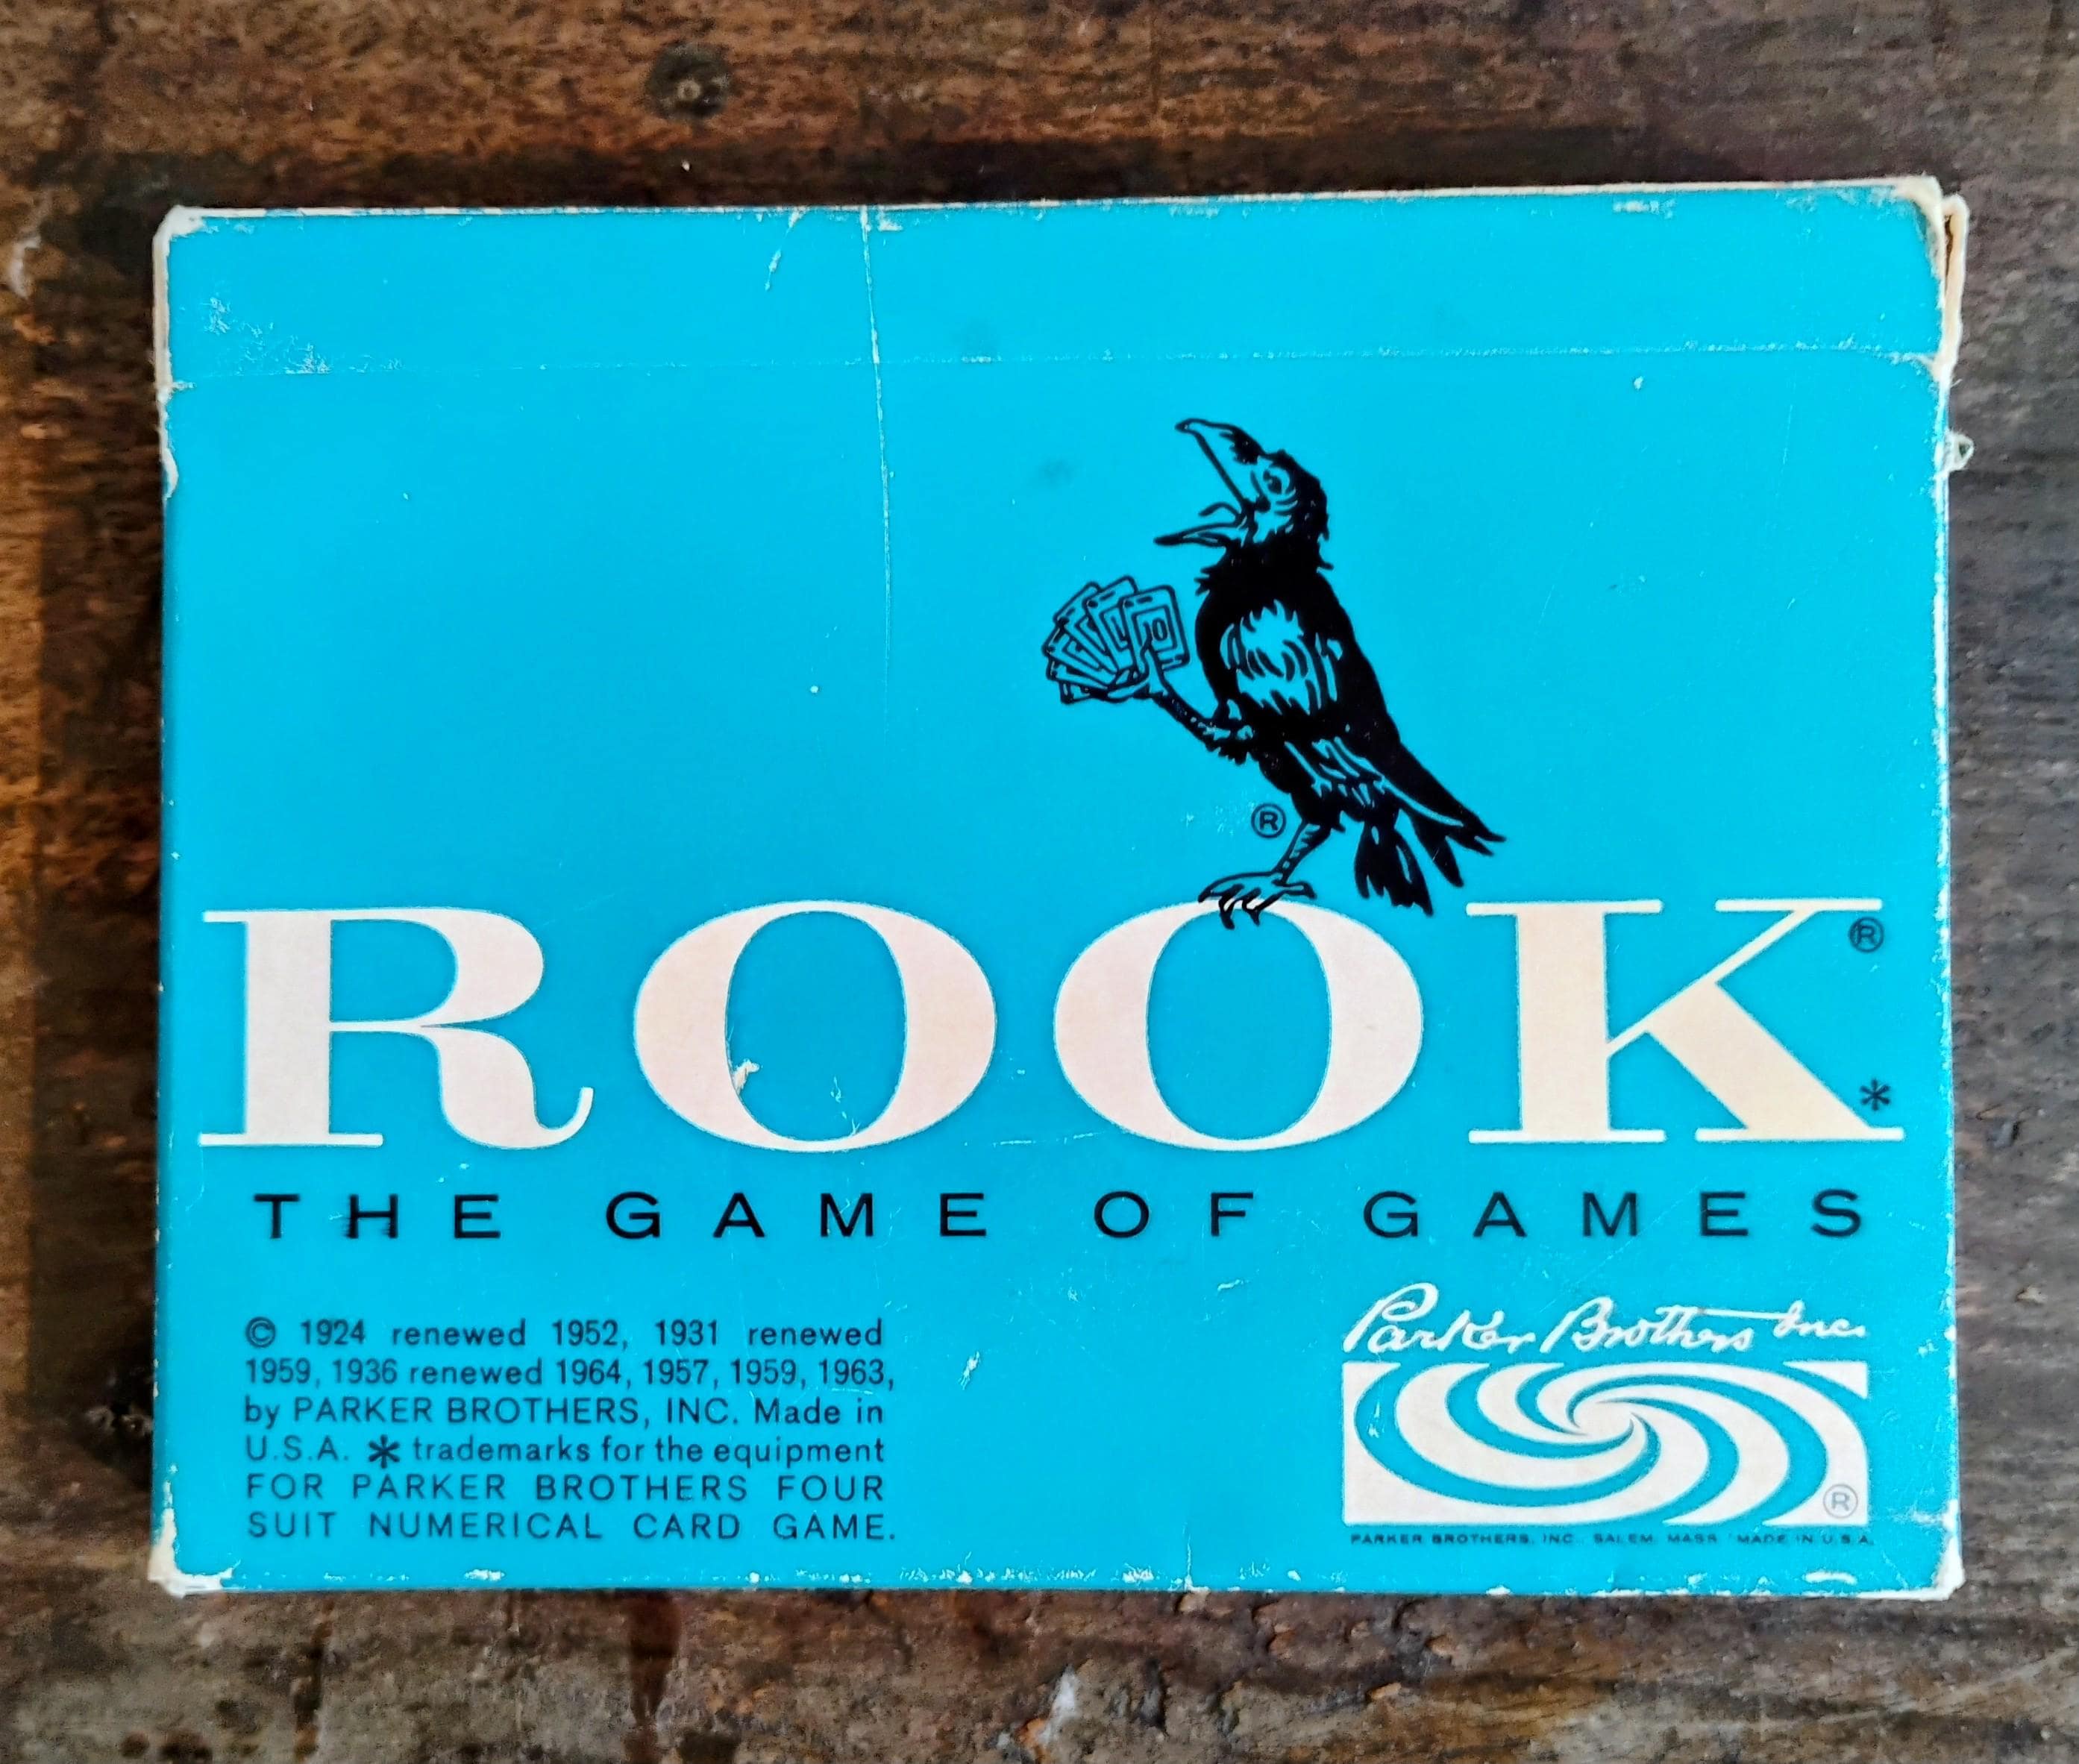 10
®
ROOK®
*
THE GAME OF GAMES
© 1924 renewed 1952, 1931 renewed
1959, 1936 renewed 1964, 1957, 1959, 1963,
by PARKER BROTHERS, INC. Made in
U.S.A. * trademarks for the equipment
FOR PARKER BROTHERS FOUR
SUIT NUMERICAL CARD GAME.
Parker Brothers Inc.
®
PARKER BROTHERS, INC. SALEM, MASS. MADE IN U.S.A.